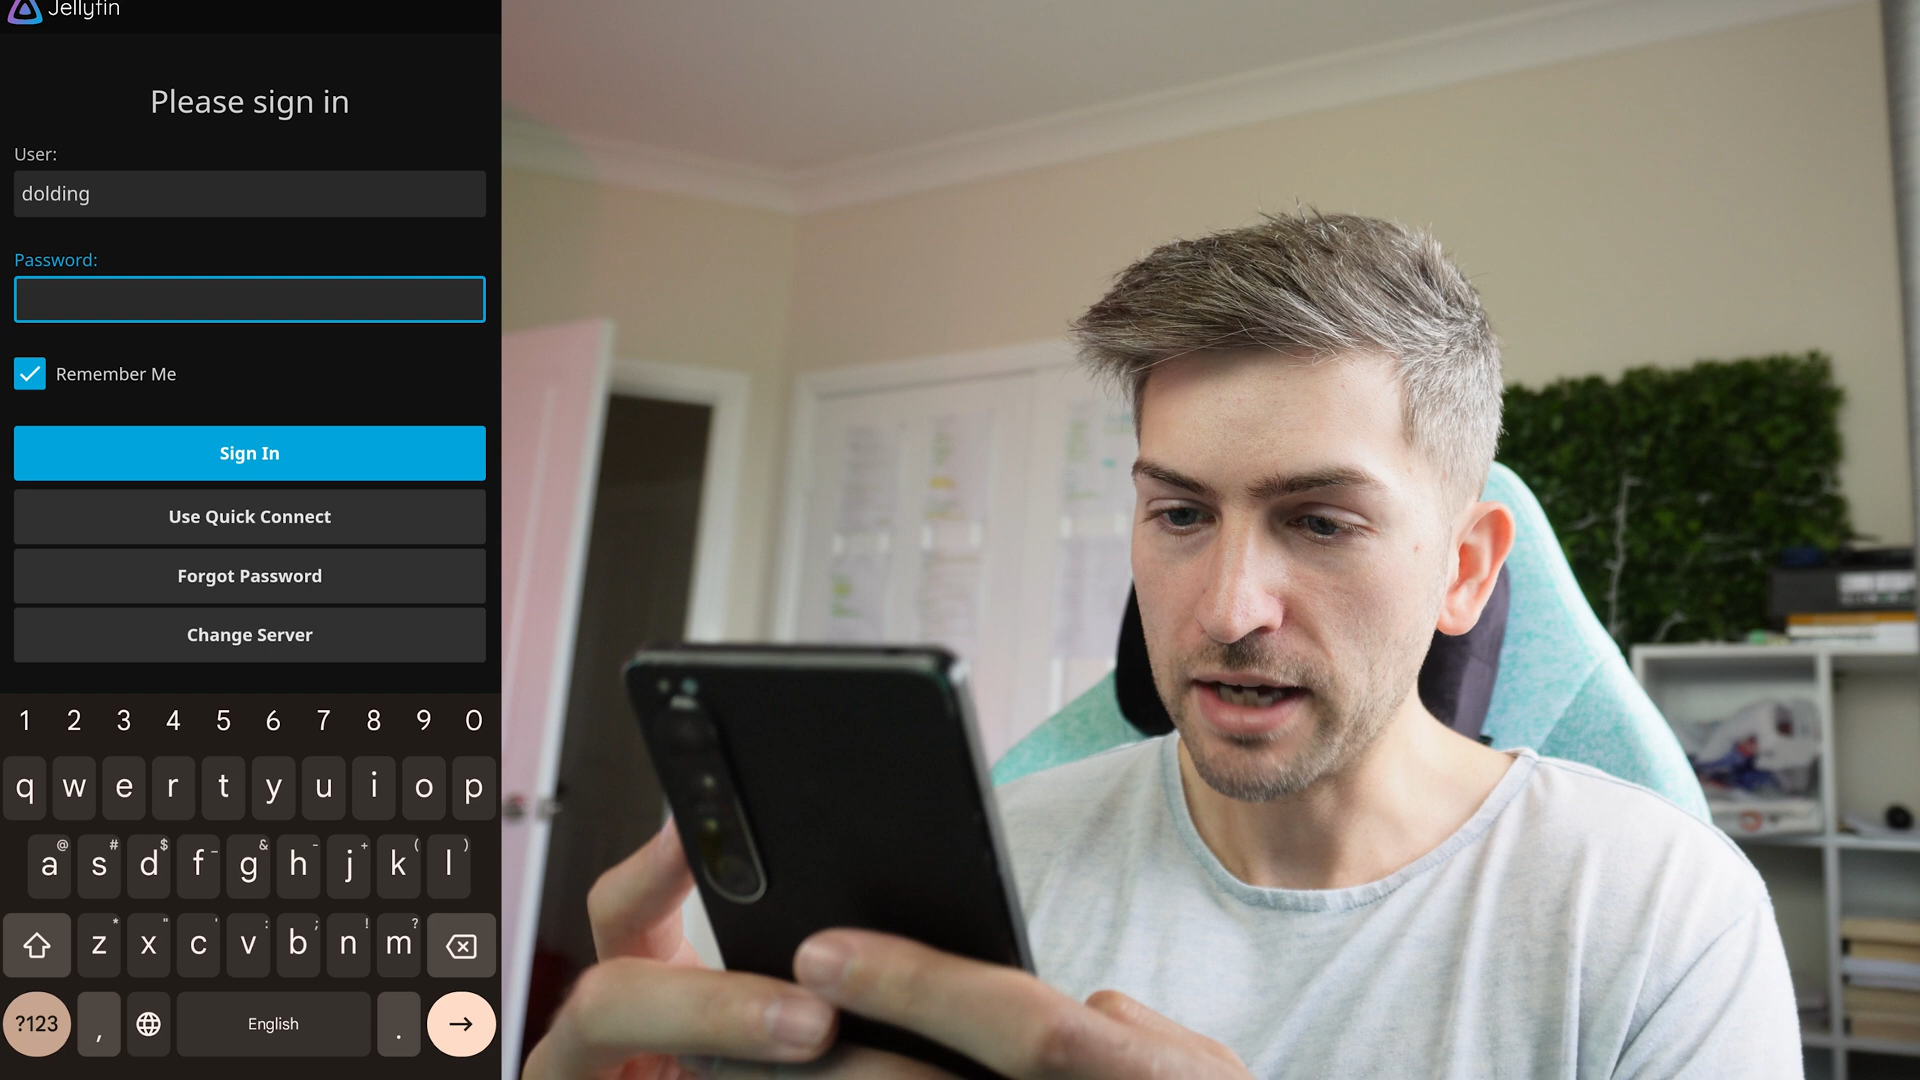 Jellyfin
Please sign in
User:
dolding
Password:
Remember Me
Sign In
Use Quick Connect
Forgot Password
Change Server
1 2 3 4 5 6 7 8 9 0
q w e r t y u i o p
@ # $ _ & - + ( )
a s d f g h j k l
* " ' : ; ! ?
z x c v b n m
?123 , English .